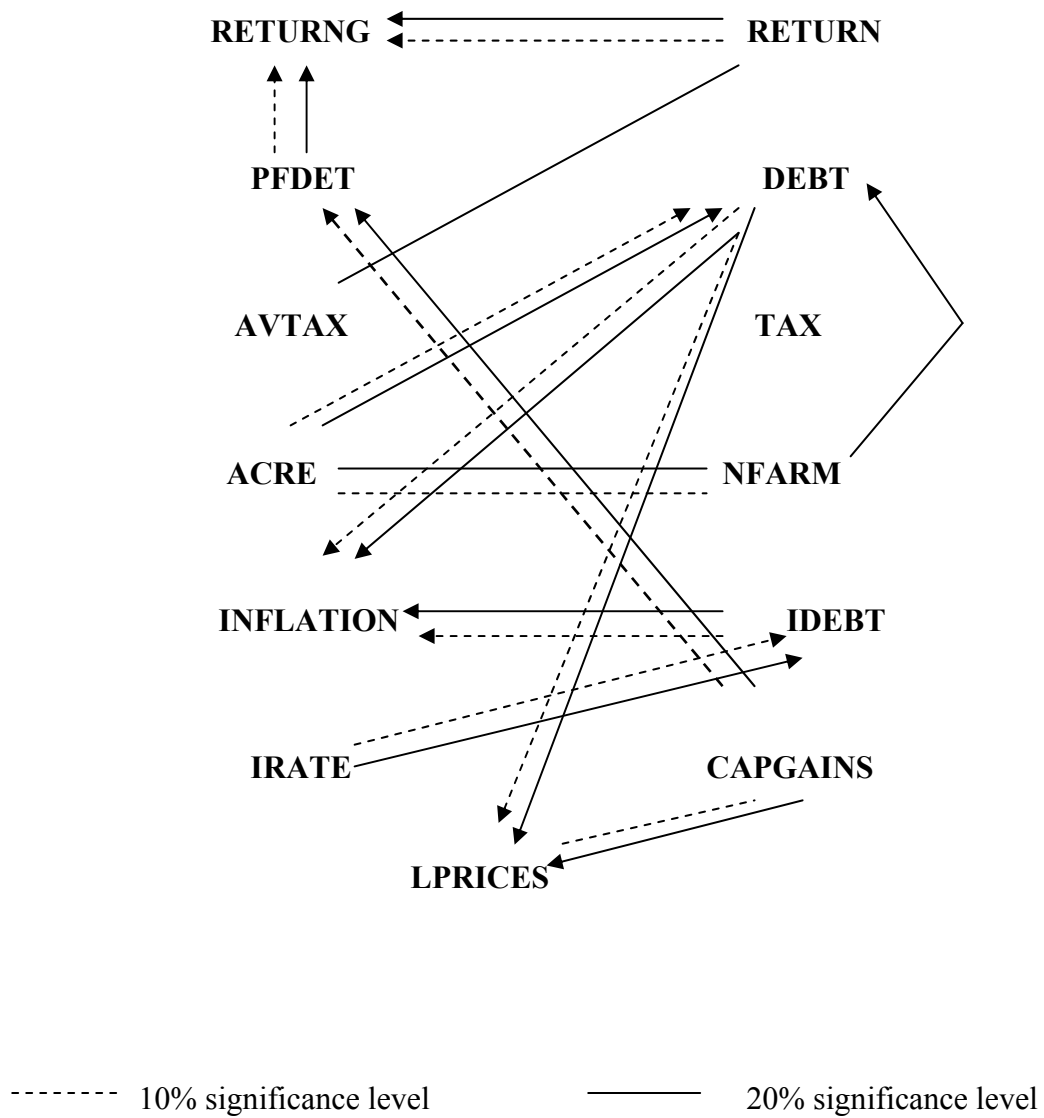 RETURNG RETURN
PFDET DEBT
AVTAX TAX
ACRE NFARM
INFLATION IDEBT
IRATE CAPGAINS
LPRICES
10% significance level 20% significance level